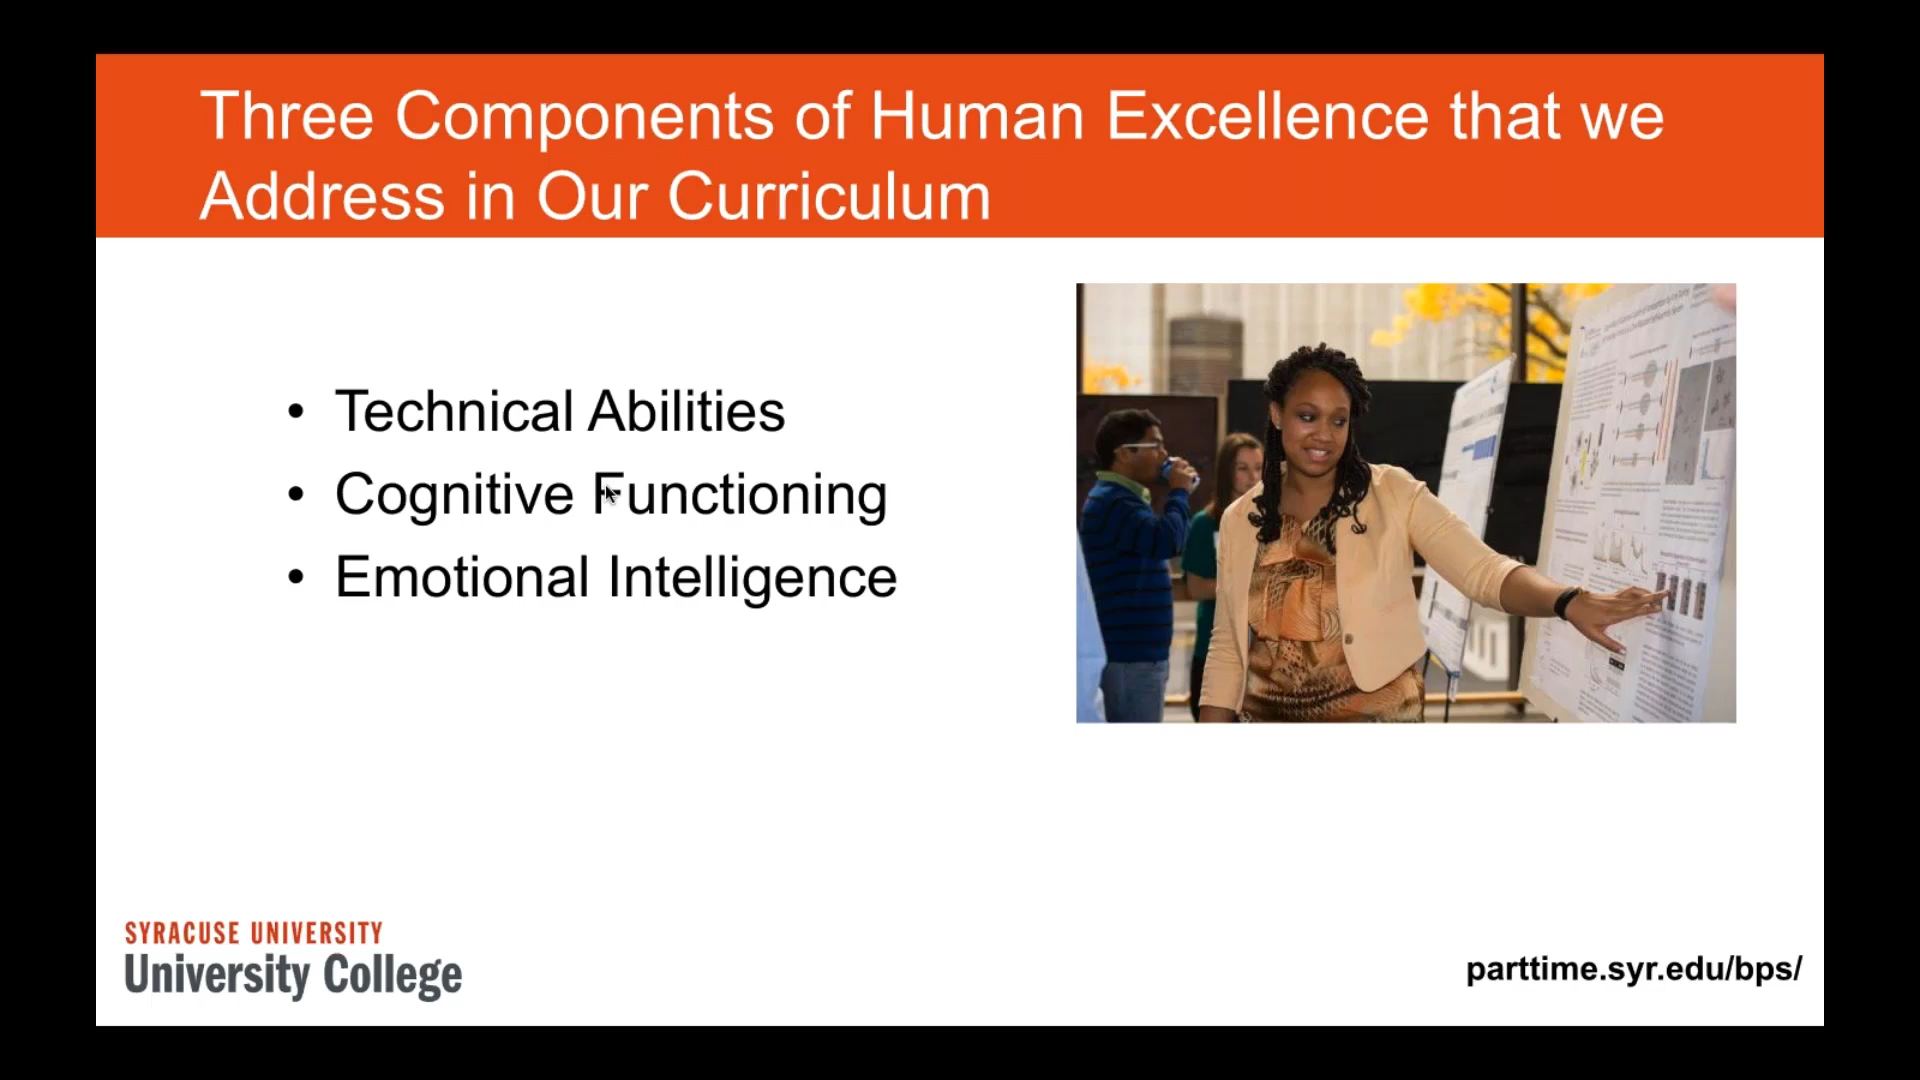 Three Components of Human Excellence that we
Address in Our Curriculum
• Technical Abilities
• Cognitive Functioning
• Emotional Intelligence
SYRACUSE UNIVERSITY
University College
parttime.syr.edu/bps/